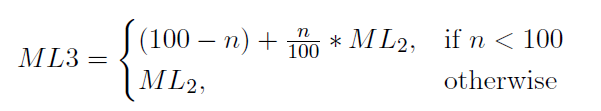 ML3 = { (100 − n) + n/100 * ML₂, if n < 100
ML₂, otherwise